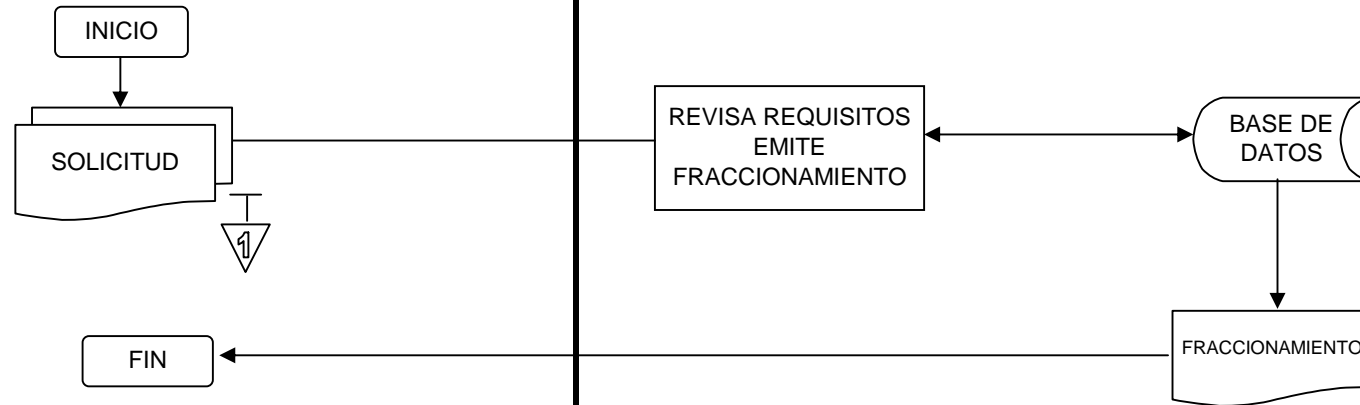 INICIO
SOLICITUD
1
REVISA REQUISITOS
EMITE
FRACCIONAMIENTO
BASE DE
DATOS
FRACCIONAMIENTO
FIN